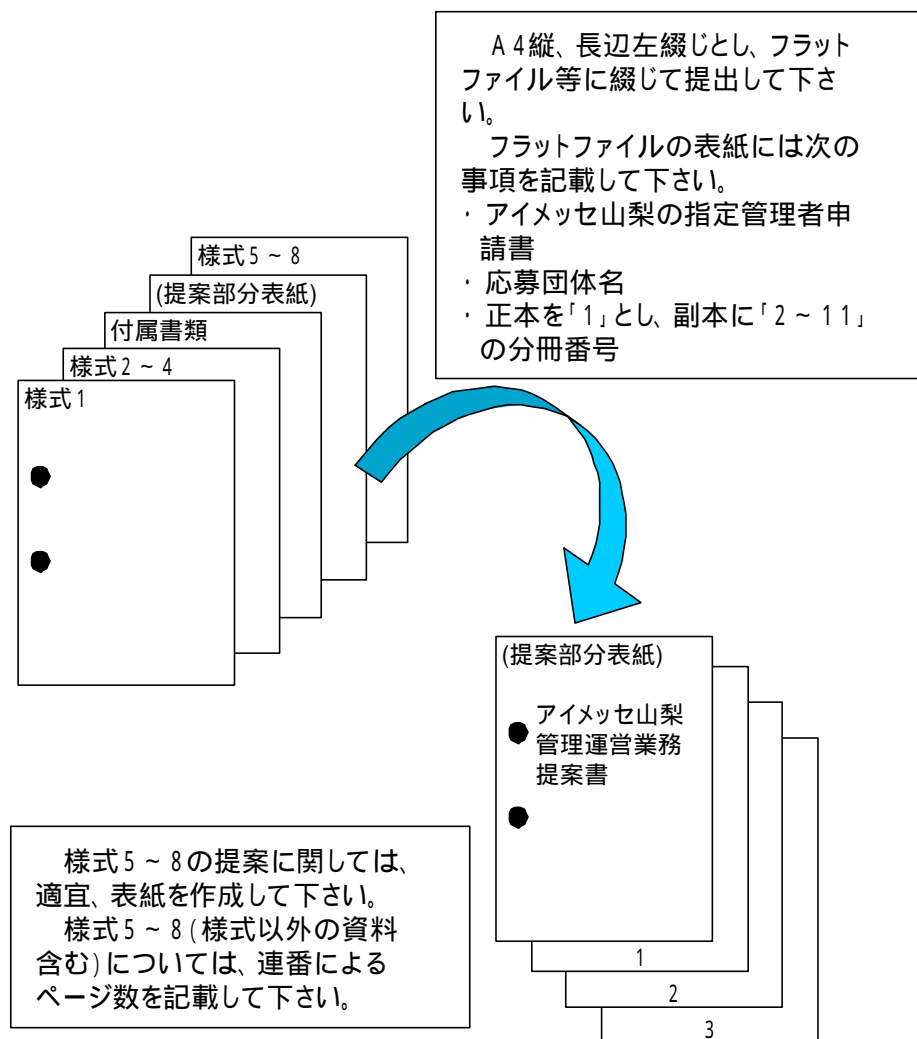 A4縦、長辺左綴じとし、フラット
ファイル等に綴じて提出して下さ
い。
フラットファイルの表紙には次の
事項を記載して下さい。
・アイメッセ山梨の指定管理者申
請書
・応募団体名
・正本を「1」とし、副本に「2~11」
の分冊番号
様式5~8
(提案部分表紙)
付属書類
様式2~4
様式1
(提案部分表紙)
アイメッセ山梨
管理運営業務
提案書
1
2
3
様式5~8の提案に関しては、
適宜、表紙を作成して下さい。
様式5~8(様式以外の資料
含む)については、連番による
ページ数を記載して下さい。